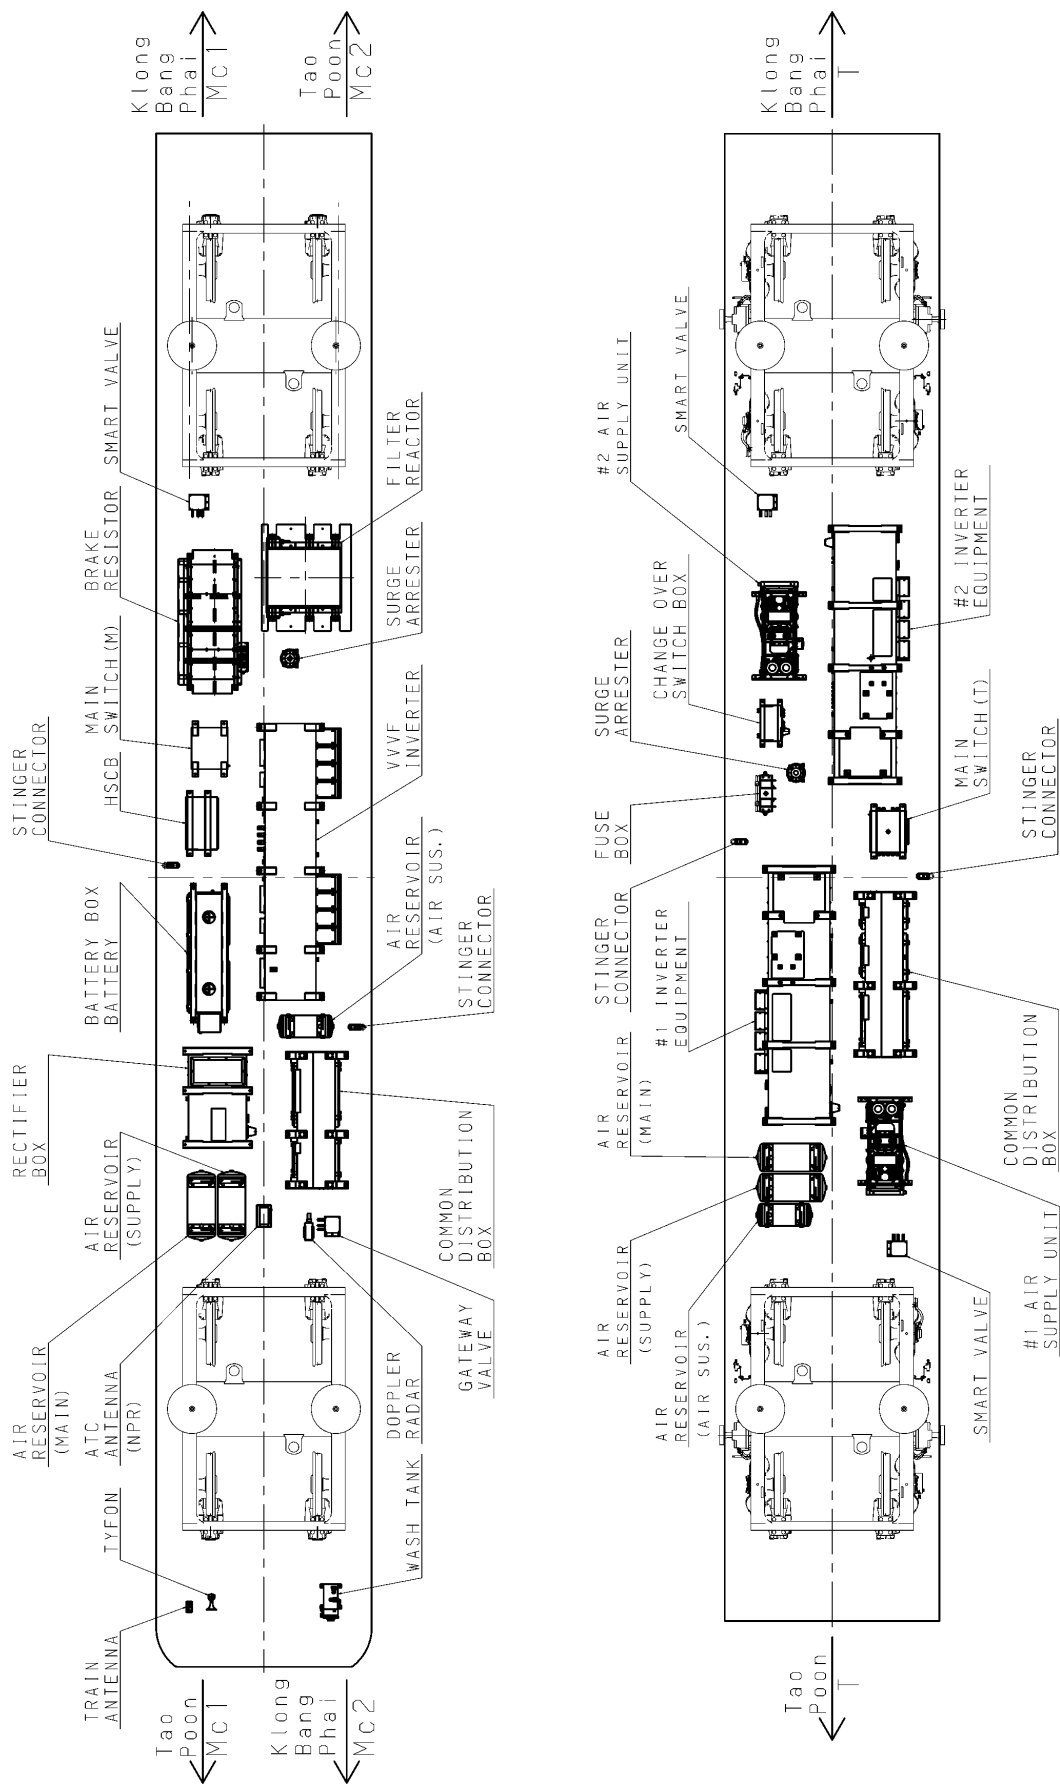 Klong
Bang
Phai
Mc1
Tao
Poon
Mc2
SMART VALVE
BRAKE
RESISTOR
MAIN
SWITCH(M)
HSCB
STINGER
CONNECTOR
BATTERY BOX
BATTERY
RECTIFIER
BOX
AIR
RESERVOIR
(SUPPLY)
AIR
RESERVOIR
(MAIN)
ATC
ANTENNA
(NPR)
TYFON
TRAIN
ANTENNA
FILTER
REACTOR
SURGE
ARRESTER
VVVF
INVERTER
AIR
RESERVOIR
(AIR SUS.)
STINGER
CONNECTOR
COMMON
DISTRIBUTION
BOX
GATEWAY
VALVE
DOPPLER
RADAR
WASH TANK
Tao
Poon
Mc1
Klong
Bang
Phai
Mc2
Klong
Bang
Phai
T
SMART VALVE
#2 AIR
SUPPLY UNIT
CHANGE OVER
SWITCH BOX
SURGE
ARRESTER
FUSE
BOX
STINGER
CONNECTOR
#1 INVERTER
EQUIPMENT
AIR
RESERVOIR
(MAIN)
AIR
RESERVOIR
(SUPPLY)
AIR
RESERVOIR
(AIR SUS.)
#2 INVERTER
EQUIPMENT
MAIN
SWITCH(T)
STINGER
CONNECTOR
COMMON
DISTRIBUTION
BOX
#1 AIR
SUPPLY UNIT
SMART VALVE
Tao
Poon
T